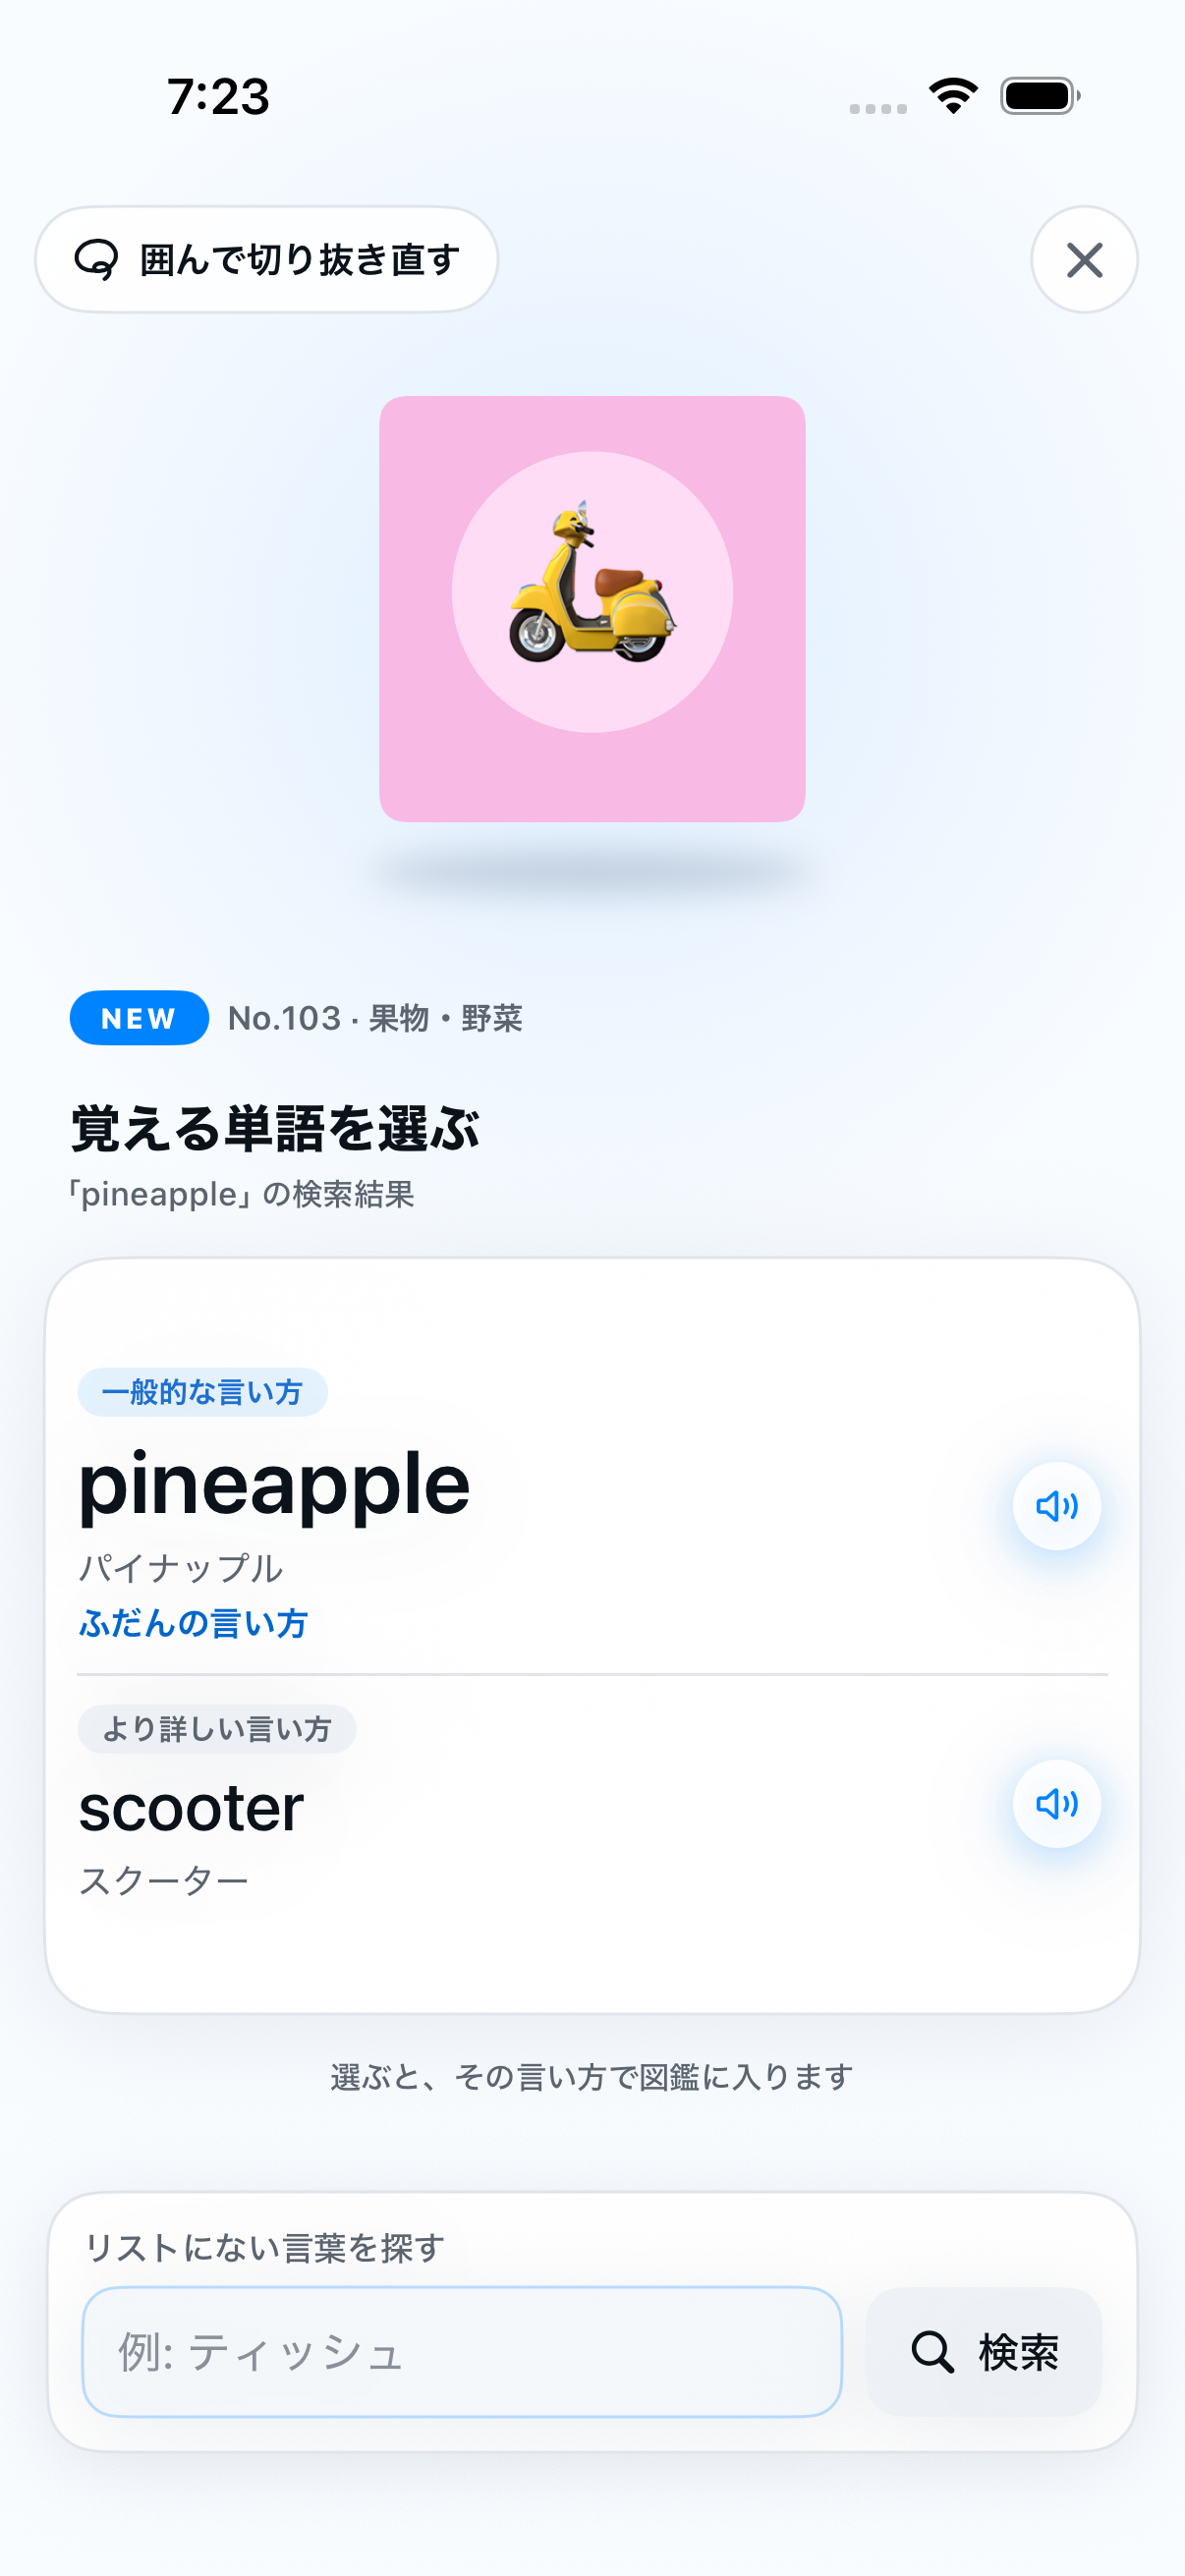 7:23
囲んで切り抜き直す
NEW No.103 · 果物・野菜
覚える単語を選ぶ
「pineapple」の検索結果
一般的な言い方
pineapple
パイナップル
ふだんの言い方
より詳しい言い方
scooter
スクーター
選ぶと、その言い方で図鑑に入ります
リストにない言葉を探す
例: ティッシュ
検索